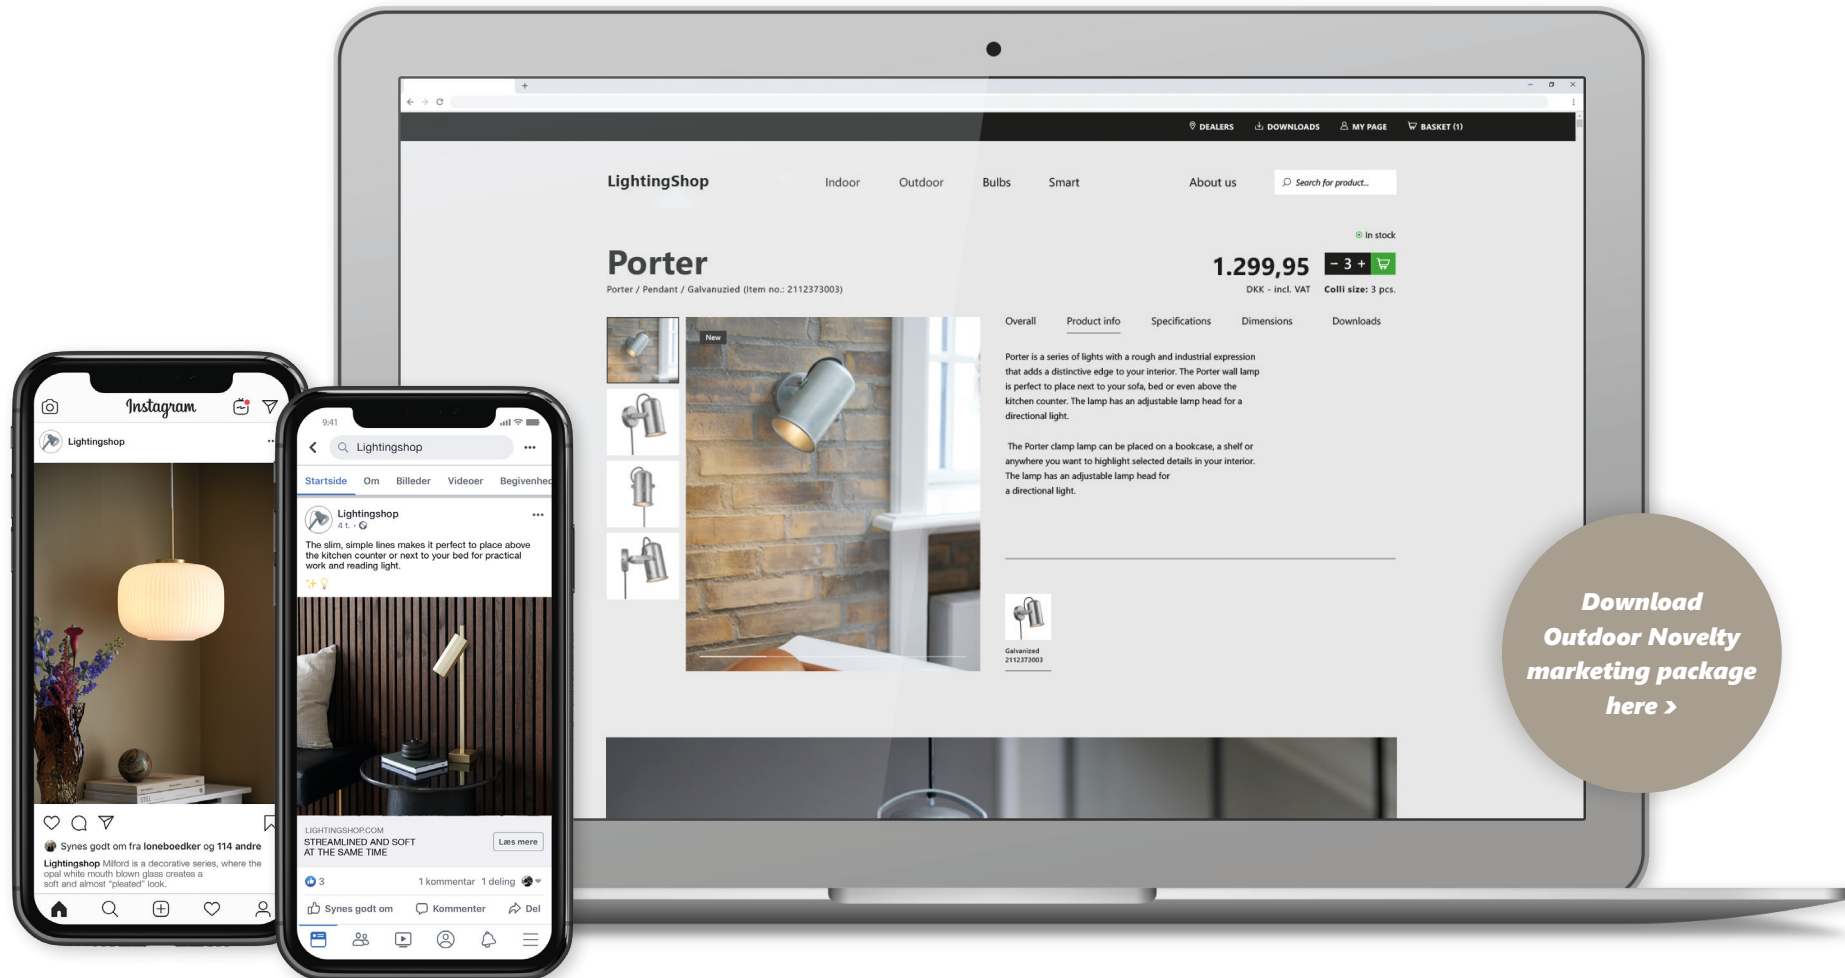 DEALERS DOWNLOADS MY PAGE BASKET (1)
LightingShop Indoor Outdoor Bulbs Smart About us Search for product...
In stock
Porter
1.299,95 - 3 +
Porter / Pendant / Galvanuzied (Item no.: 2112373003)
DKK - incl. VAT Colli size: 3 pcs.
New
Overall Product info Specifications Dimensions Downloads
Porter is a series of lights with a rough and industrial expression
that adds a distinctive edge to your interior. The Porter wall lamp
is perfect to place next to your sofa, bed or even above the
kitchen counter. The lamp has an adjustable lamp head for a
directional light.
The Porter clamp lamp can be placed on a bookcase, a shelf or
anywhere you want to highlight selected details in your interior.
The lamp has an adjustable lamp head for
a directional light.
Galvanized
2112373003
Instagram
Lightingshop
Synes godt om fra loneboedker og 114 andre
Lightingshop Milford is a decorative series, where the
opal white mouth blown glass creates a
soft and almost "pleated" look.
9:41
Lightingshop
Startside Om Billeder Videoer Begivenhed
Lightingshop
4 t. ·
The slim, simple lines makes it perfect to place above
the kitchen counter or next to your bed for practical
work and reading light.
LIGHTINGSHOP.COM
STREAMLINED AND SOFT
AT THE SAME TIME
Læs mere
3 1 kommentar 1 deling
Synes godt om Kommenter Del
Download
Outdoor Novelty
marketing package
here >